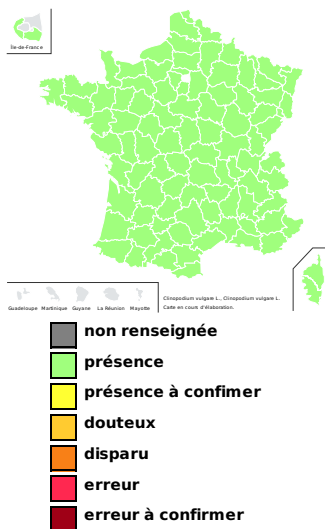 Île-de-France
Guadeloupe Martinique Guyane La Réunion Mayotte
Clinopodium vulgare L., Clinopodium vulgare L.
Carte en cours d'élaboration.
non renseignée
présence
présence à confimer
douteux
disparu
erreur
erreur à confirmer